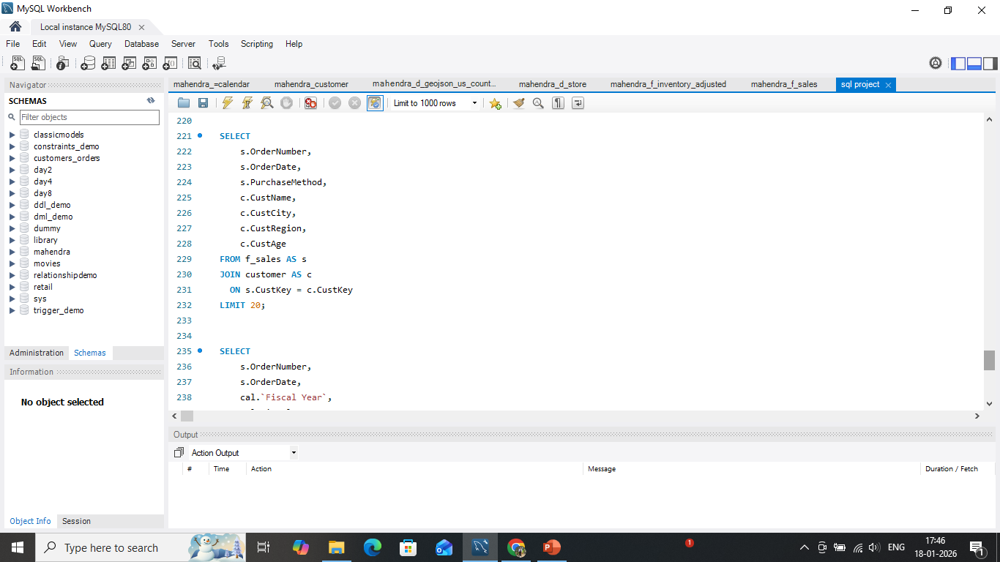 MySQL Workbench
Local instance MySQL80
File Edit View Query Database Server Tools Scripting Help
Navigator
SCHEMAS
Filter objects
classicmodels
constraints_demo
customers_orders
day2
day4
day8
ddl_demo
dml_demo
dummy
library
mahendra
movies
relationshipdemo
retail
sys
trigger_demo
Administration Schemas
Information
No object selected
Object Info Session
mahendra_=calendar mahendra_customer mahendra_d_geojson_us_count... mahendra_d_store mahendra_f_inventory_adjusted mahendra_f_sales sql project
Limit to 1000 rows
220
221 SELECT
222 s.OrderNumber,
223 s.OrderDate,
224 s.PurchaseMethod,
225 c.CustName,
226 c.CustCity,
227 c.CustRegion,
228 c.CustAge
229 FROM f_sales AS s
230 JOIN customer AS c
231 ON s.CustKey = c.CustKey
232 LIMIT 20;
233
234
235 SELECT
236 s.OrderNumber,
237 s.OrderDate,
238 cal.`Fiscal Year`,
Output
Action Output
# Time Action Message Duration / Fetch
Type here to search
1
ENG
17:46
18-01-2026
1